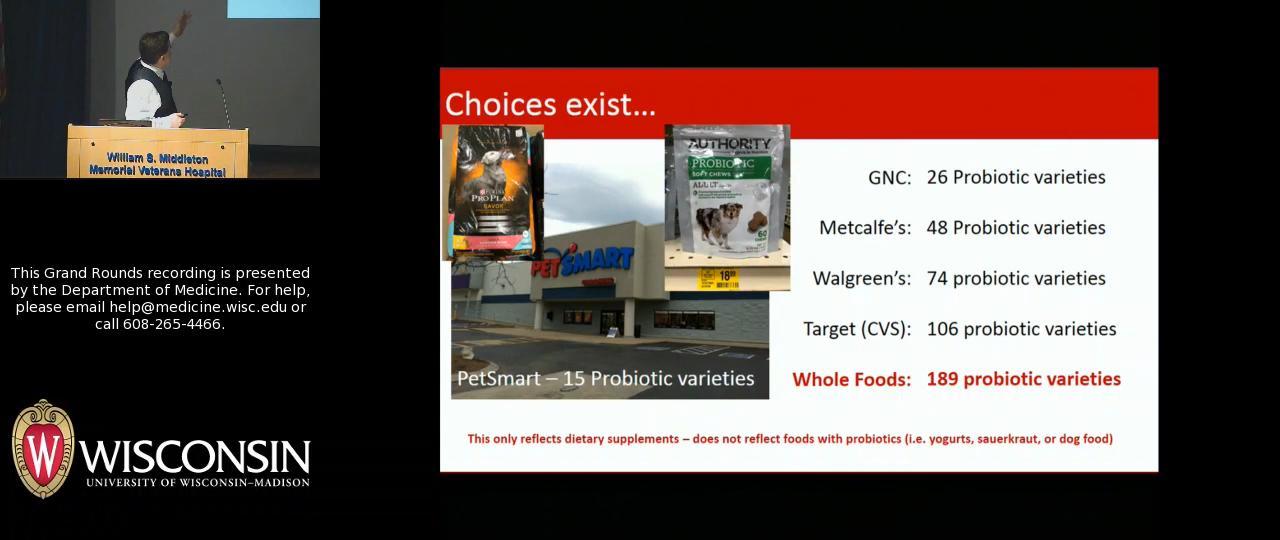 William S. Middleton
Memorial Veterans Hospital
This Grand Rounds recording is presented
by the Department of Medicine. For help,
please email help@medicine.wisc.edu or
call 608-265-4466.
W
WISCONSIN
UNIVERSITY OF WISCONSIN–MADISON
Choices exist...
PURINA
PRO PLAN
SAVOR
AUTHORITY
PROBIOTIC
SOFT CHEWS
ADULT
60
18
PETSMART
PetSmart – 15 Probiotic varieties
GNC: 26 Probiotic varieties
Metcalfe's: 48 Probiotic varieties
Walgreen's: 74 probiotic varieties
Target (CVS): 106 probiotic varieties
Whole Foods: 189 probiotic varieties
This only reflects dietary supplements – does not reflect foods with probiotics (i.e. yogurts, sauerkraut, or dog food)